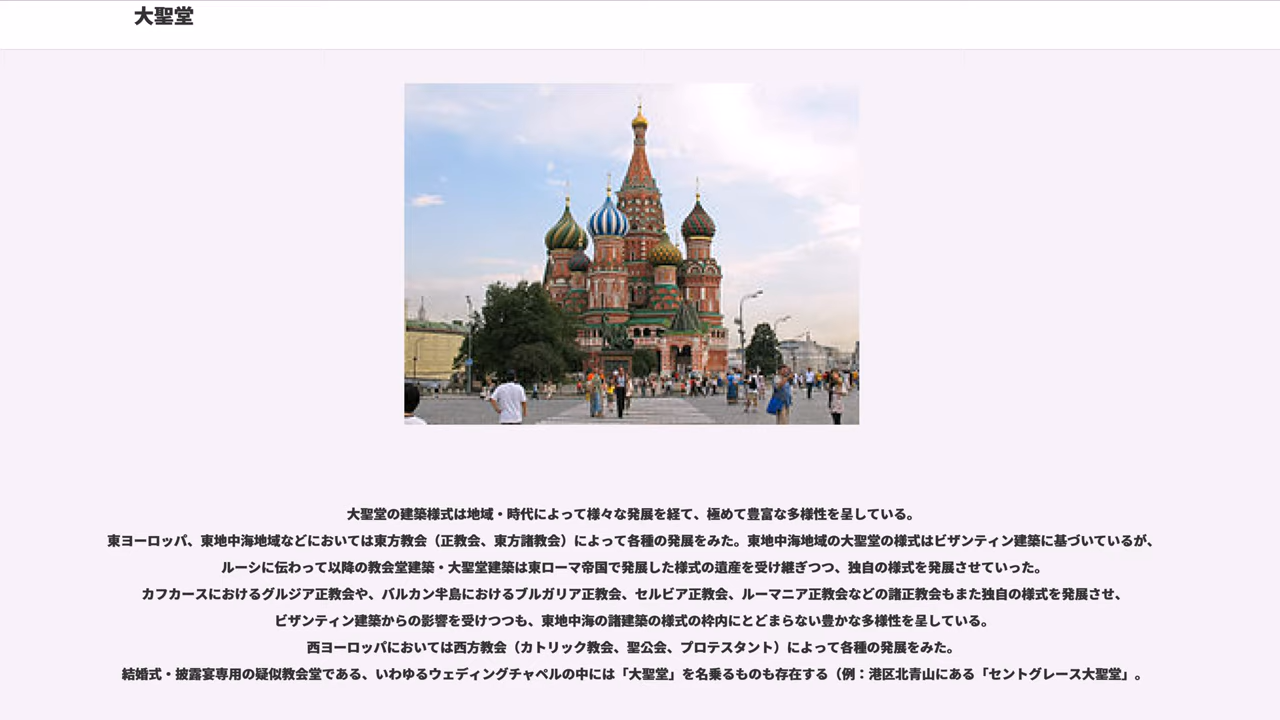 大聖堂
大聖堂の建築様式は地域・時代によって様々な発展を経て、極めて豊富な多様性を呈している。
東ヨーロッパ、東地中海地域などにおいては東方教会（正教会、東方諸教会）によって各種の発展をみた。東地中海地域の大聖堂の様式はビザンティン建築に基づいているが、
ルーシに伝わって以降の教会堂建築・大聖堂建築は東ローマ帝国で発展した様式の遺産を受け継ぎつつ、独自の様式を発展させていった。
カフカースにおけるグルジア正教会や、バルカン半島におけるブルガリア正教会、セルビア正教会、ルーマニア正教会などの諸正教会もまた独自の様式を発展させ、
ビザンティン建築からの影響を受けつつも、東地中海の諸建築の様式の枠内にとどまらない豊かな多様性を呈している。
西ヨーロッパにおいては西方教会（カトリック教会、聖公会、プロテスタント）によって各種の発展をみた。
結婚式・披露宴専用の疑似教会堂である、いわゆるウェディングチャペルの中には「大聖堂」を名乗るものも存在する（例：港区北青山にある「セントグレース大聖堂」。